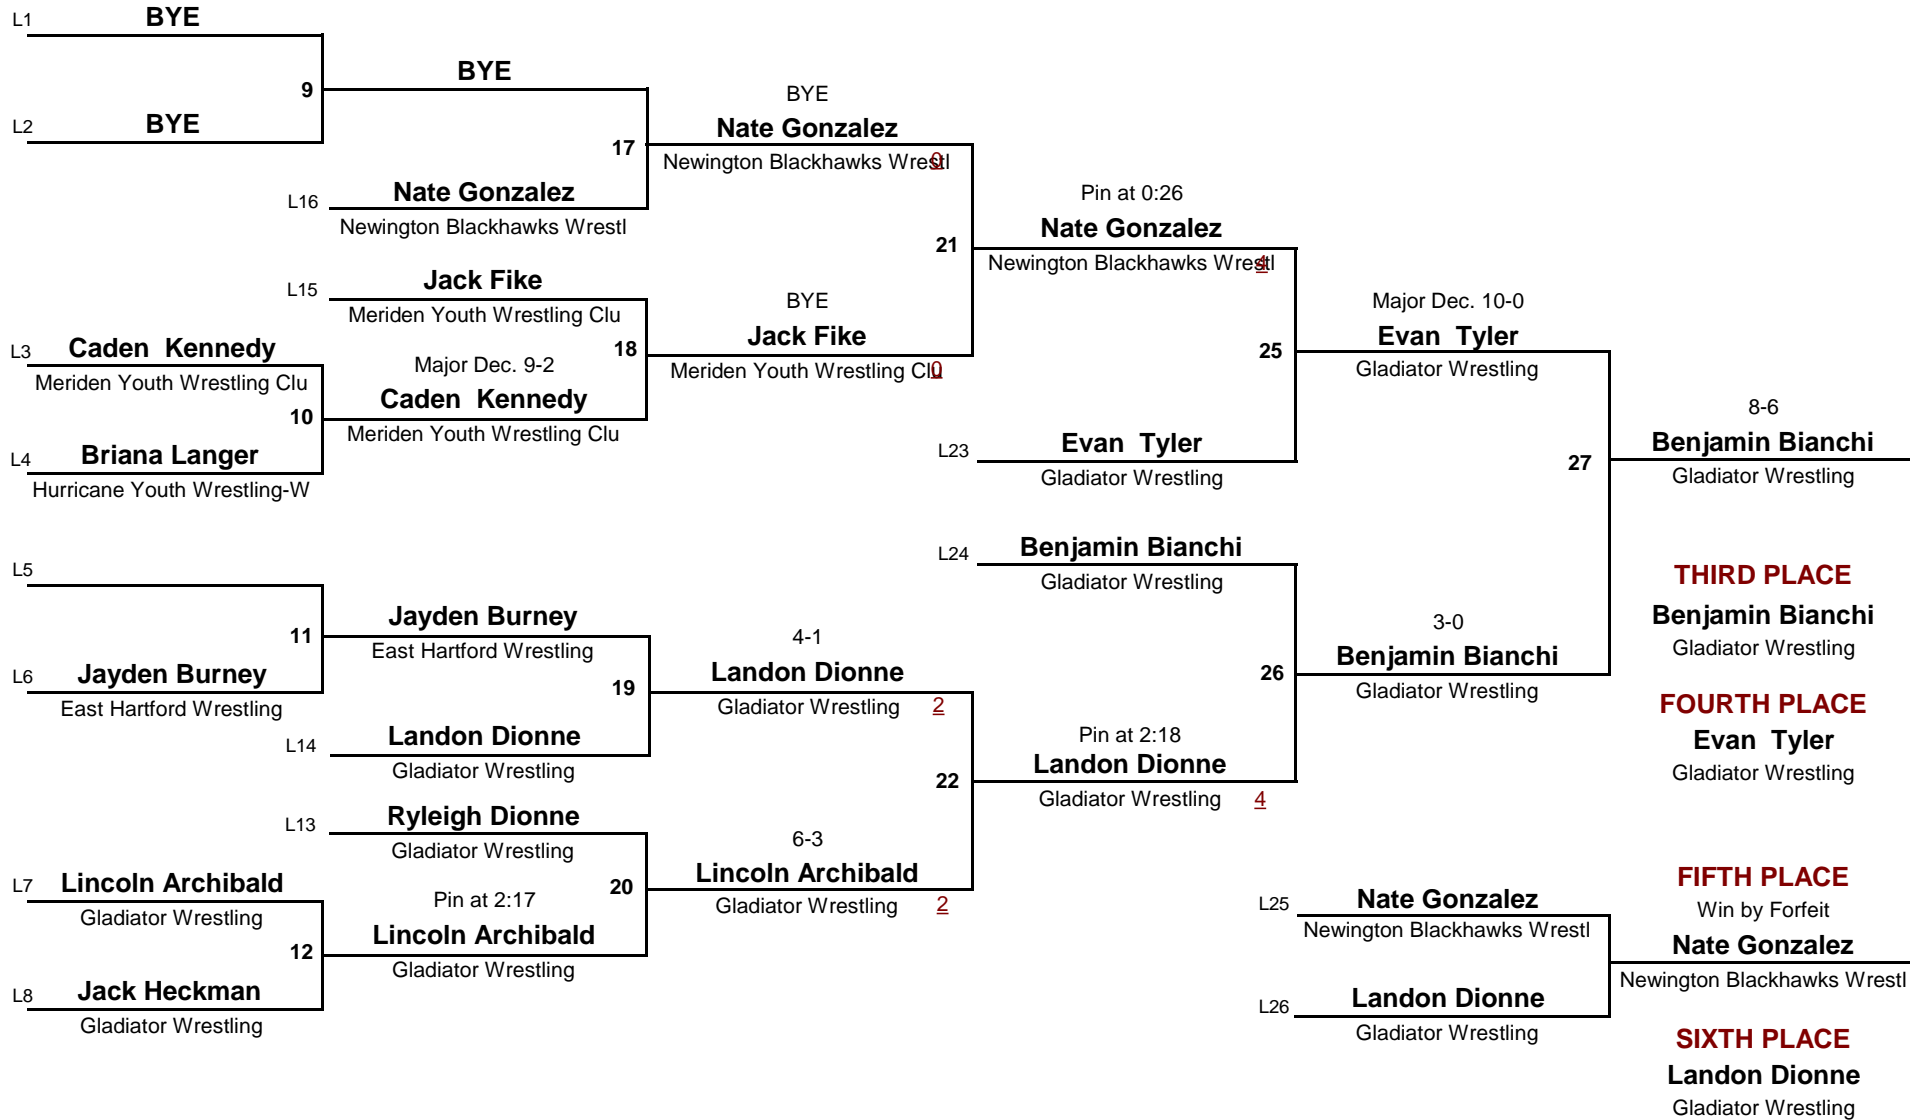 L1 BYE
9
L2 BYE
BYE
17
L16 Nate Gonzalez
Newington Blackhawks Wrestl
BYE
Nate Gonzalez
Newington Blackhawks Wrestl 0
L15 Jack Fike
Meriden Youth Wrestling Clu
18
L3 Caden Kennedy
Meriden Youth Wrestling Clu
10
L4 Briana Langer
Hurricane Youth Wrestling-W
Major Dec. 9-2
Caden Kennedy
Meriden Youth Wrestling Clu
BYE
Jack Fike
Meriden Youth Wrestling Clu 0
21
Pin at 0:26
Nate Gonzalez
Newington Blackhawks Wrestl 4
25
L23 Evan Tyler
Gladiator Wrestling
Major Dec. 10-0
Evan Tyler
Gladiator Wrestling
27
8-6
Benjamin Bianchi
Gladiator Wrestling
L5
11
L6 Jayden Burney
East Hartford Wrestling
Jayden Burney
East Hartford Wrestling
19
L14 Landon Dionne
Gladiator Wrestling
4-1
Landon Dionne
Gladiator Wrestling 2
L13 Ryleigh Dionne
Gladiator Wrestling
20
L7 Lincoln Archibald
Gladiator Wrestling
12
L8 Jack Heckman
Gladiator Wrestling
Pin at 2:17
Lincoln Archibald
Gladiator Wrestling
6-3
Lincoln Archibald
Gladiator Wrestling 2
22
L24 Benjamin Bianchi
Gladiator Wrestling
26
Pin at 2:18
Landon Dionne
Gladiator Wrestling 4
3-0
Benjamin Bianchi
Gladiator Wrestling
THIRD PLACE
Benjamin Bianchi
Gladiator Wrestling
FOURTH PLACE
Evan Tyler
Gladiator Wrestling
L25 Nate Gonzalez
Newington Blackhawks Wrestl
L26 Landon Dionne
Gladiator Wrestling
FIFTH PLACE
Win by Forfeit
Nate Gonzalez
Newington Blackhawks Wrestl
SIXTH PLACE
Landon Dionne
Gladiator Wrestling